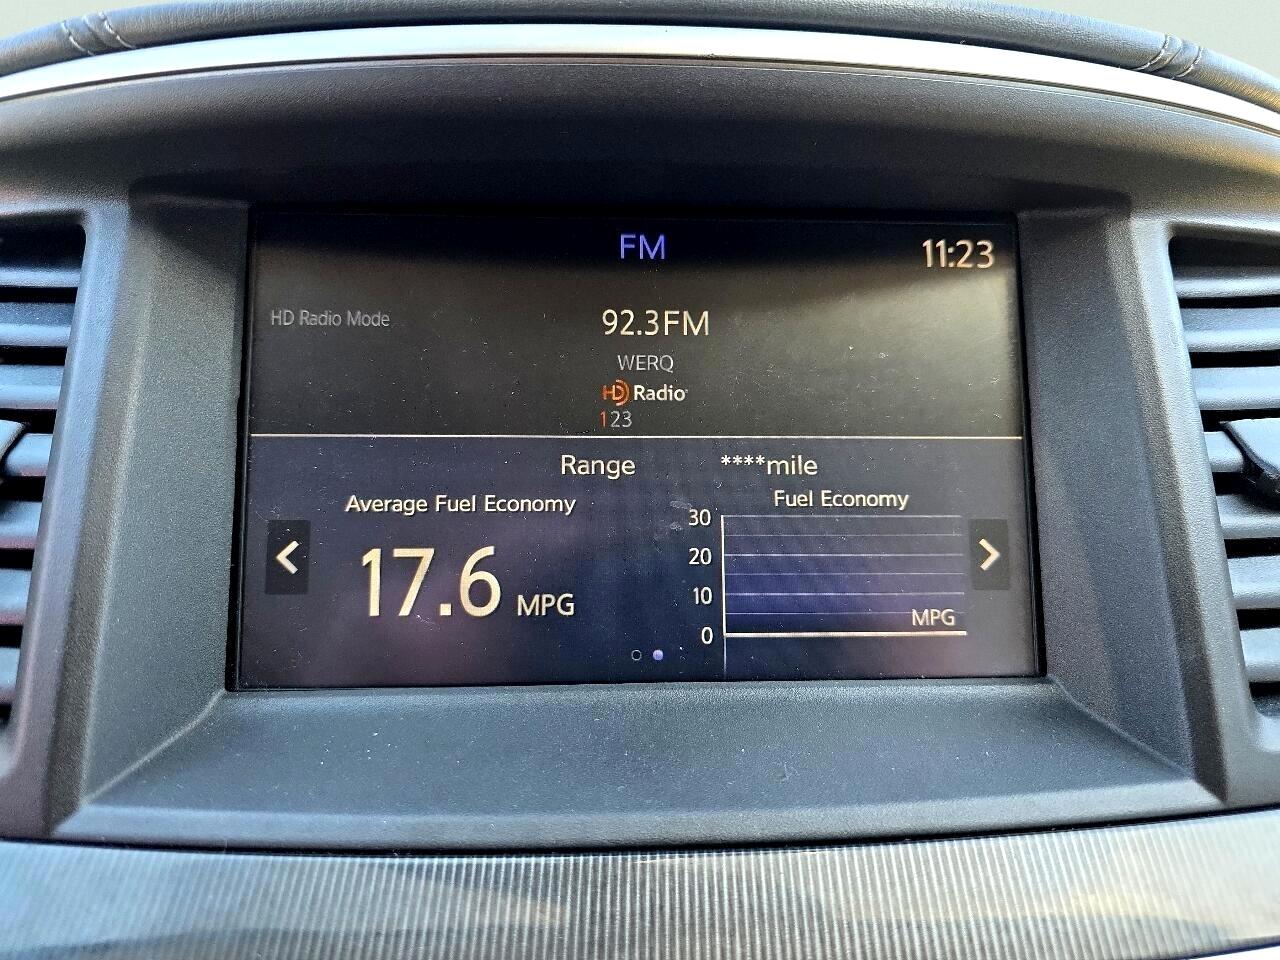 FM
11:23
HD Radio Mode
92.3FM
WERQ
HD Radio®
123
Range ****mile
Average Fuel Economy
Fuel Economy
17.6 MPG
30
20
10
0
MPG